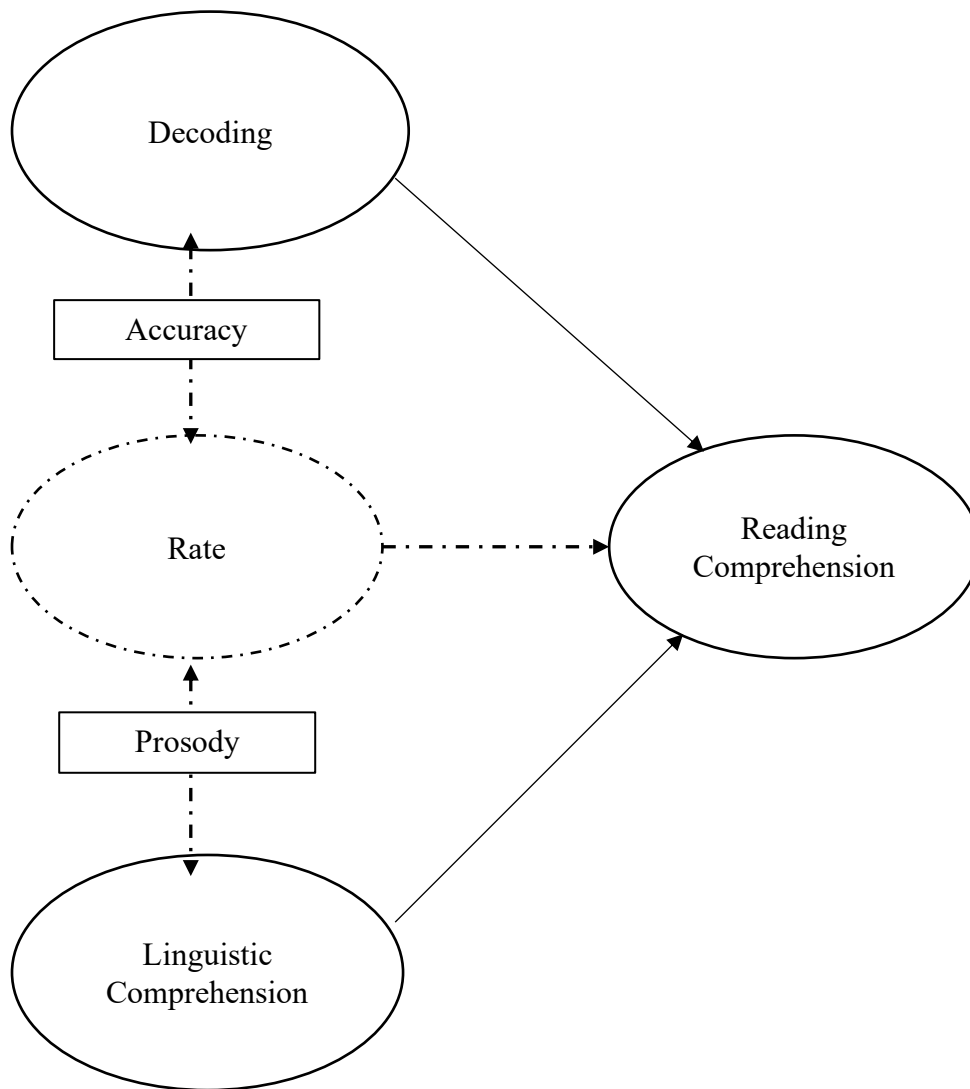 Decoding
Accuracy
Rate
Reading
Comprehension
Prosody
Linguistic
Comprehension